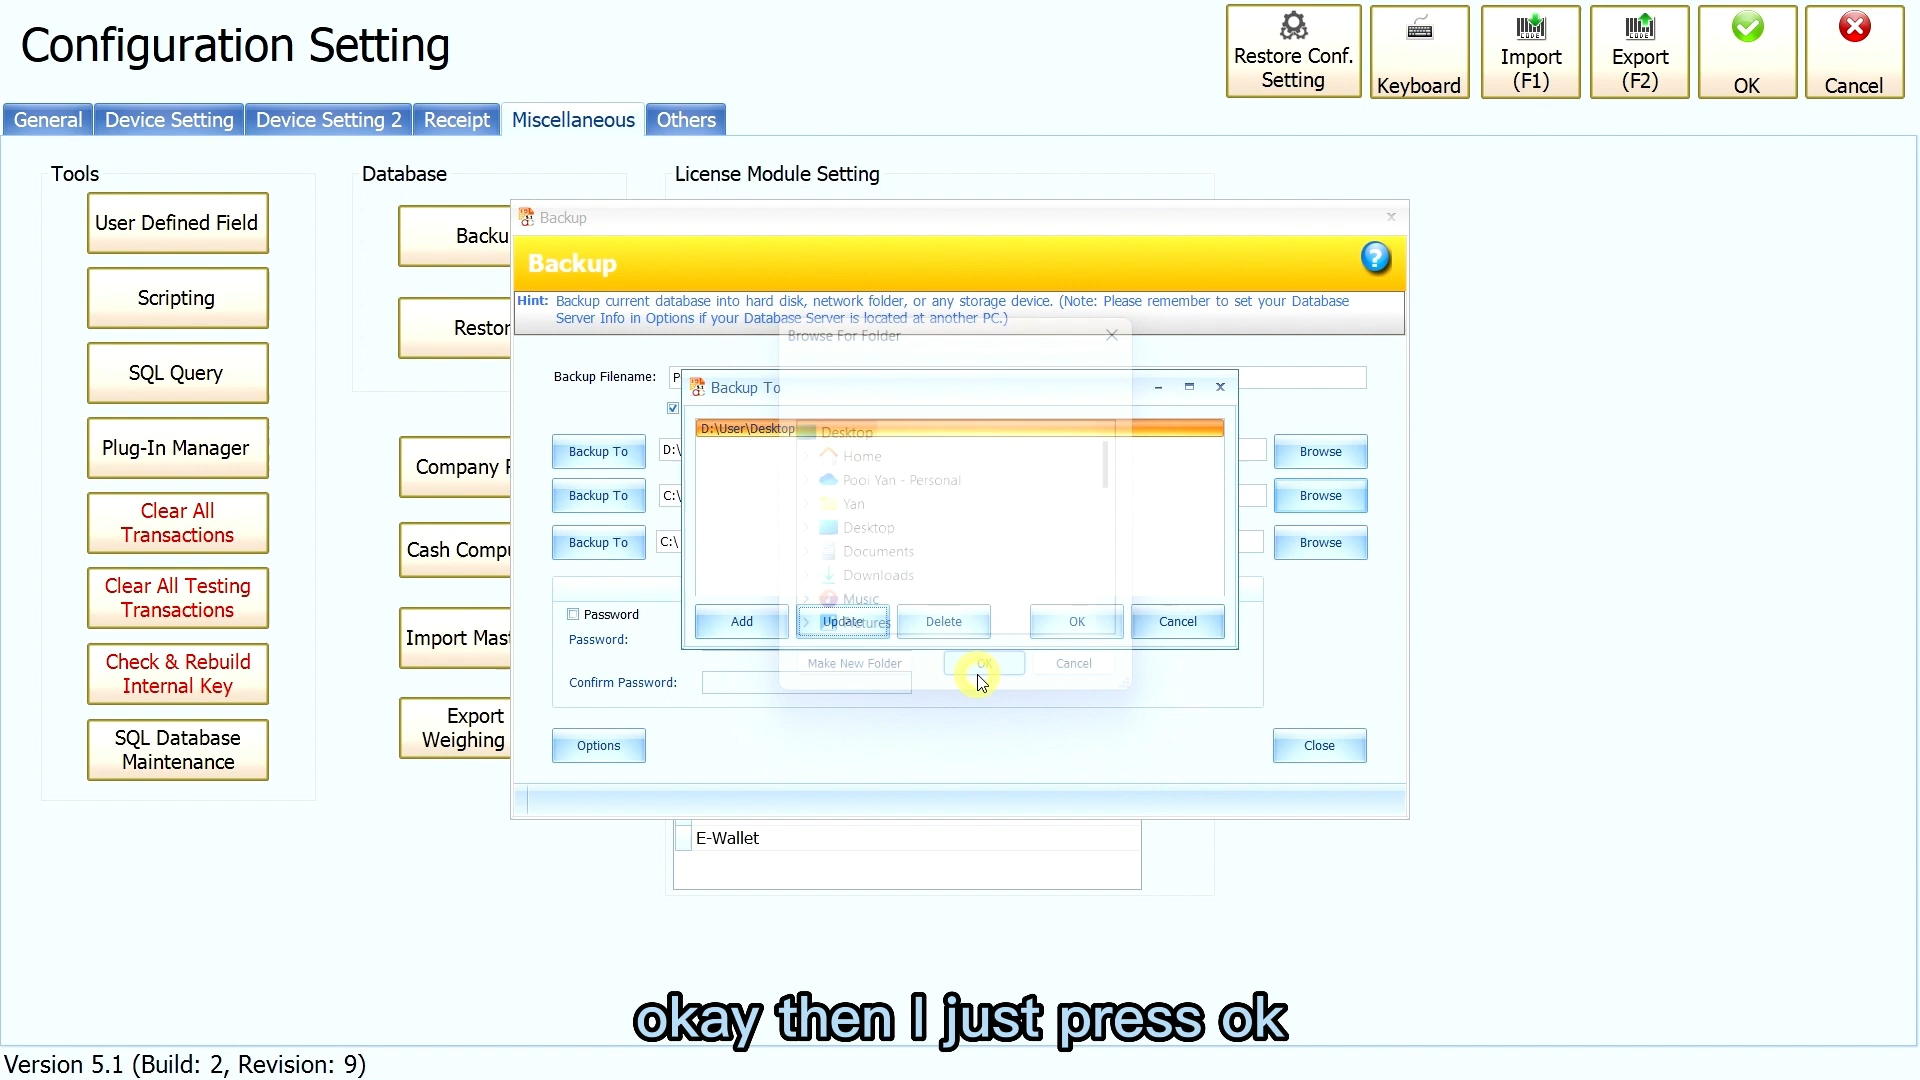 Configuration Setting
Restore Conf.
Setting
Keyboard
Import
(F1)
Export
(F2)
OK
Cancel
General
Device Setting
Device Setting 2
Receipt
Miscellaneous
Others
Tools
User Defined Field
Scripting
SQL Query
Plug-In Manager
Clear All
Transactions
Clear All Testing
Transactions
Check & Rebuild
Internal Key
SQL Database
Maintenance
Database
Backu
Restor
Company
Cash Compu
Import Mast
Export
Weighing
License Module Setting
Backup
Backup
Hint: Backup current database into hard disk, network folder, or any storage device. (Note: Please remember to set your Database
Server Info in Options if your Database Server is located at another PC.)
Browse For Folder
Backup Filename: P
Backup To
D:\User\Desktop
Desktop
Home
Pooi Yan - Personal
Yan
Desktop
Documents
Downloads
Music
Pictures
Add
Update
Delete
OK
Cancel
Make New Folder
OK
Cancel
Backup To D:\ Browse
Backup To C:\ Browse
Backup To C:\ Browse
Password
Password:
Confirm Password:
Options
Close
E-Wallet
okay then I just press ok
Version 5.1 (Build: 2, Revision: 9)